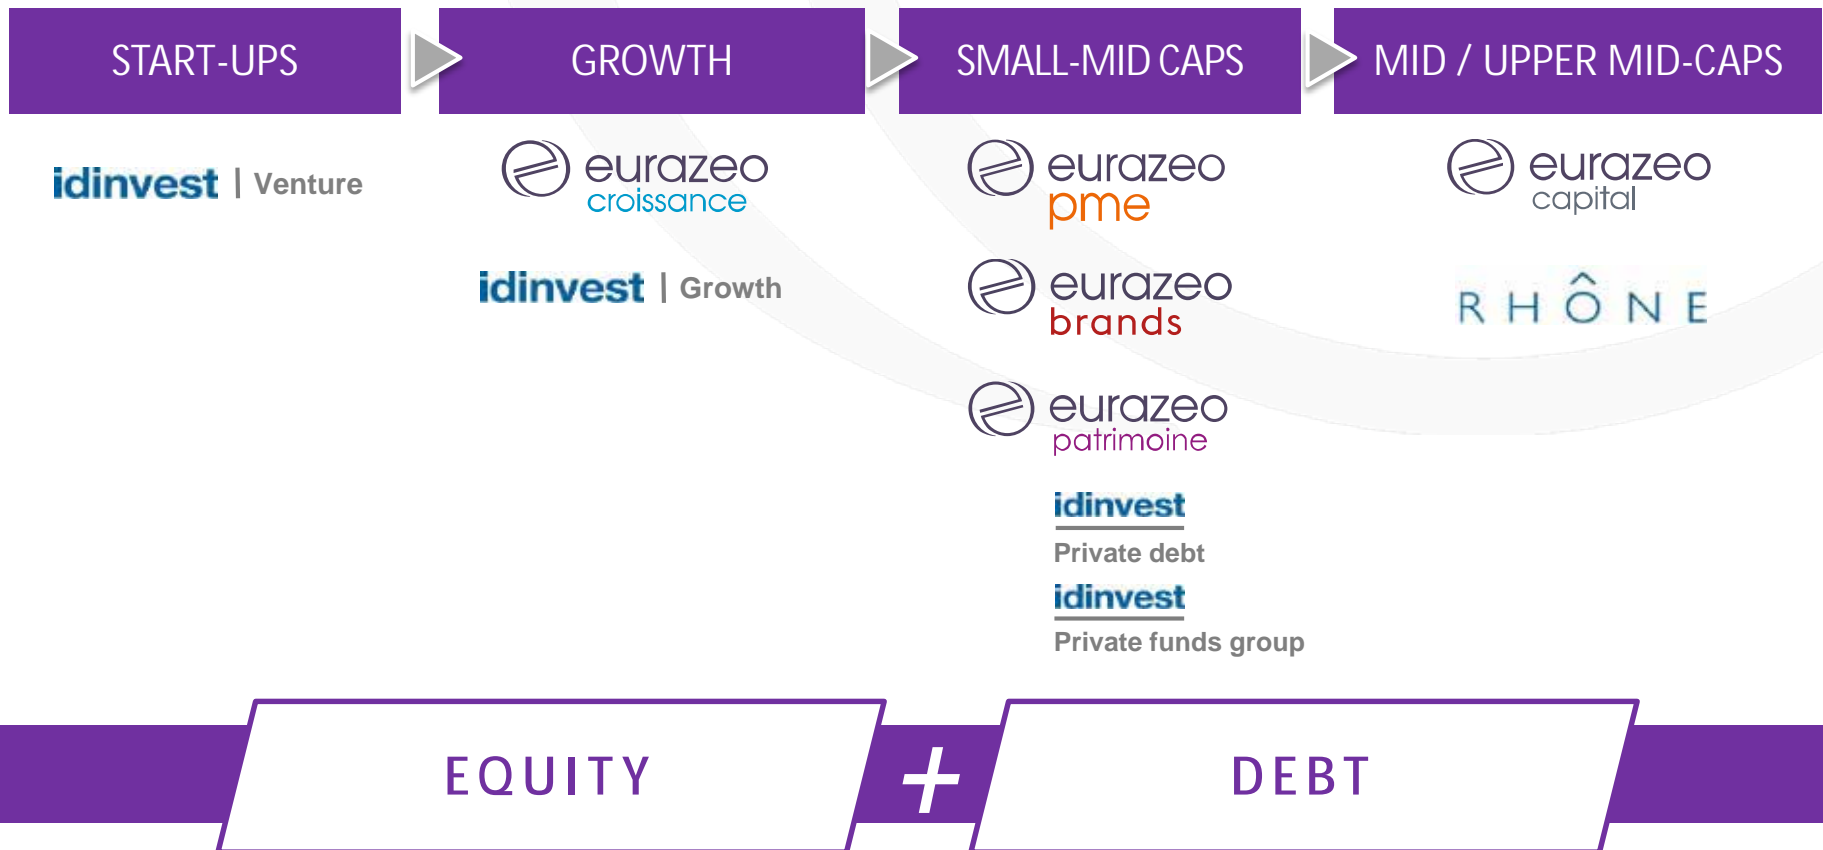 START-UPS
GROWTH
SMALL-MID CAPS
MID / UPPER MID-CAPS
idinvest | Venture
eurazeo
croissance
idinvest | Growth
eurazeo
pme
eurazeo
brands
eurazeo
patrimoine
idinvest
Private debt
idinvest
Private funds group
eurazeo
capital
RHÔNE
EQUITY + DEBT